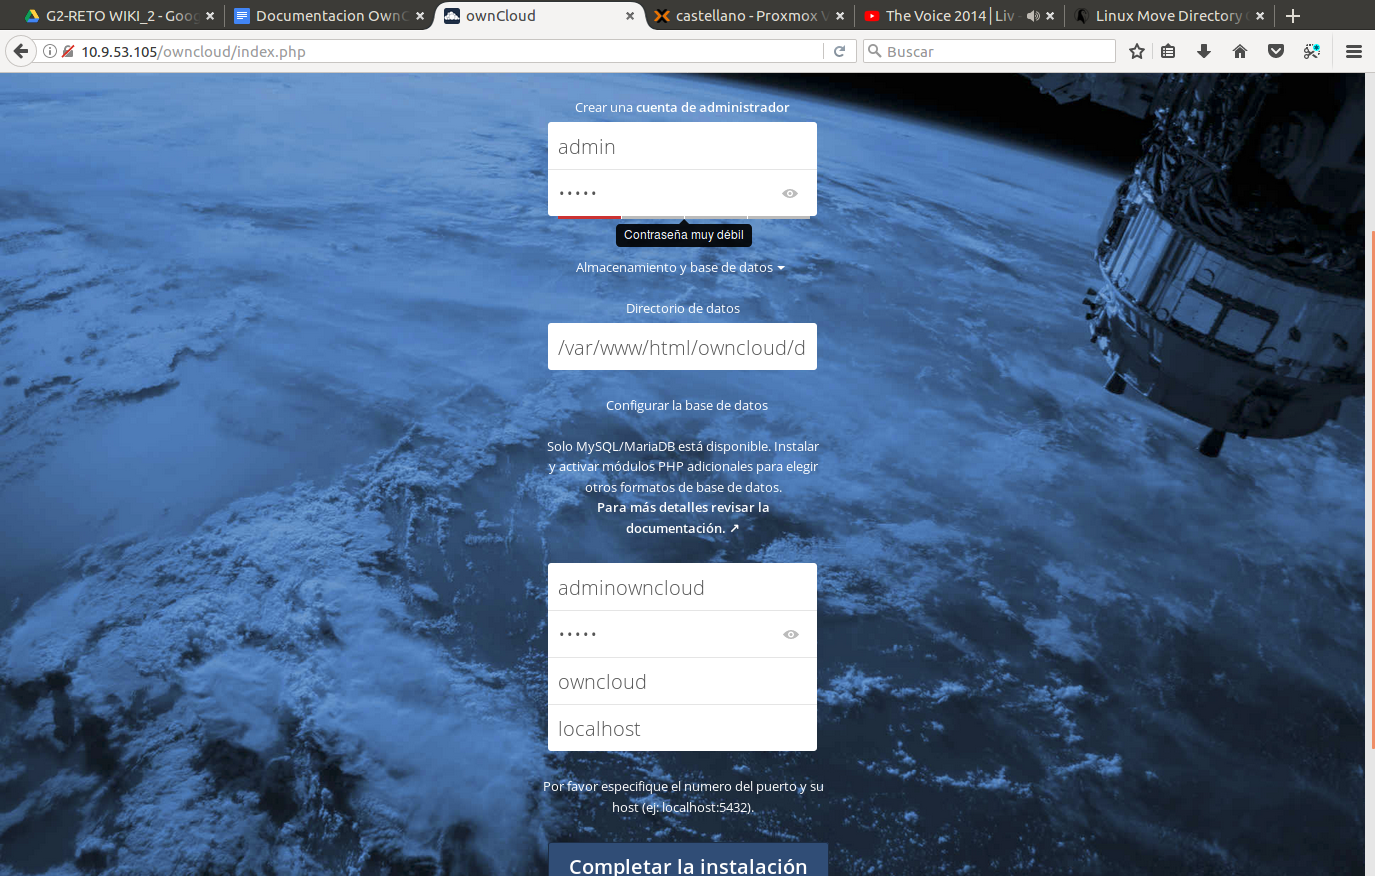 G2-RETO WIKI_2 - Goog
Documentacion OwnC
ownCloud
castellano - Proxmox V
The Voice 2014 | Liv -
Linux Move Directory
10.9.53.105/owncloud/index.php
Buscar
Crear una cuenta de administrador
admin
•••••
Contraseña muy débil
Almacenamiento y base de datos
Directorio de datos
/var/www/html/owncloud/d
Configurar la base de datos
Solo MySQL/MariaDB está disponible. Instalar
y activar módulos PHP adicionales para elegir
otros formatos de base de datos.
Para más detalles revisar la
documentación. ↗
adminowncloud
•••••
owncloud
localhost
Por favor especifique el numero del puerto y su
host (ej: localhost:5432).
Completar la instalación